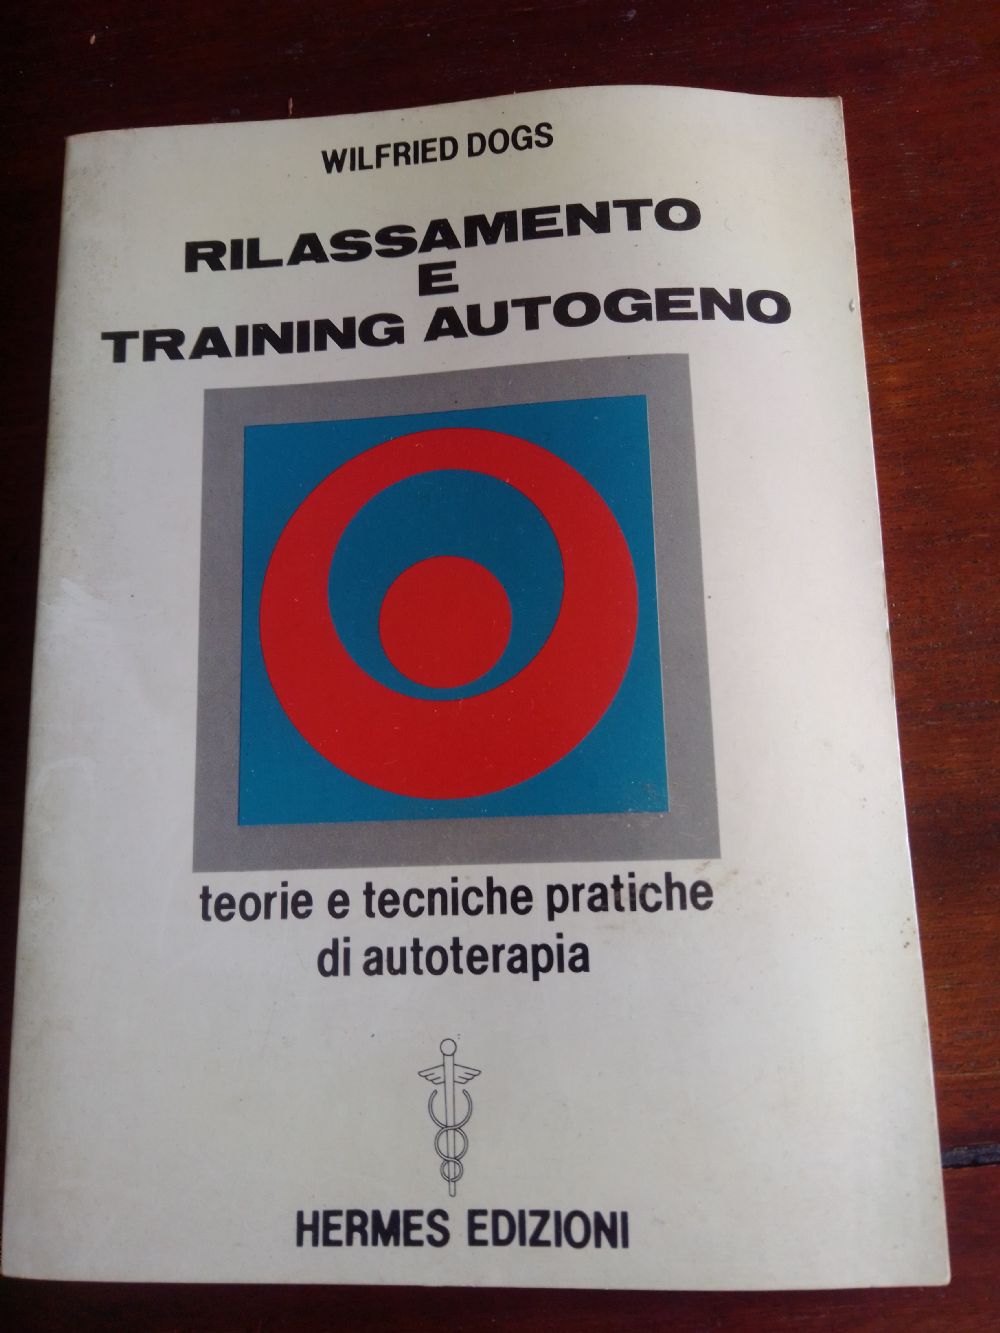 WILFRIED DOGS
RILASSAMENTO
E
TRAINING AUTOGENO
teorie e tecniche pratiche
di autoterapia
HERMES EDIZIONI